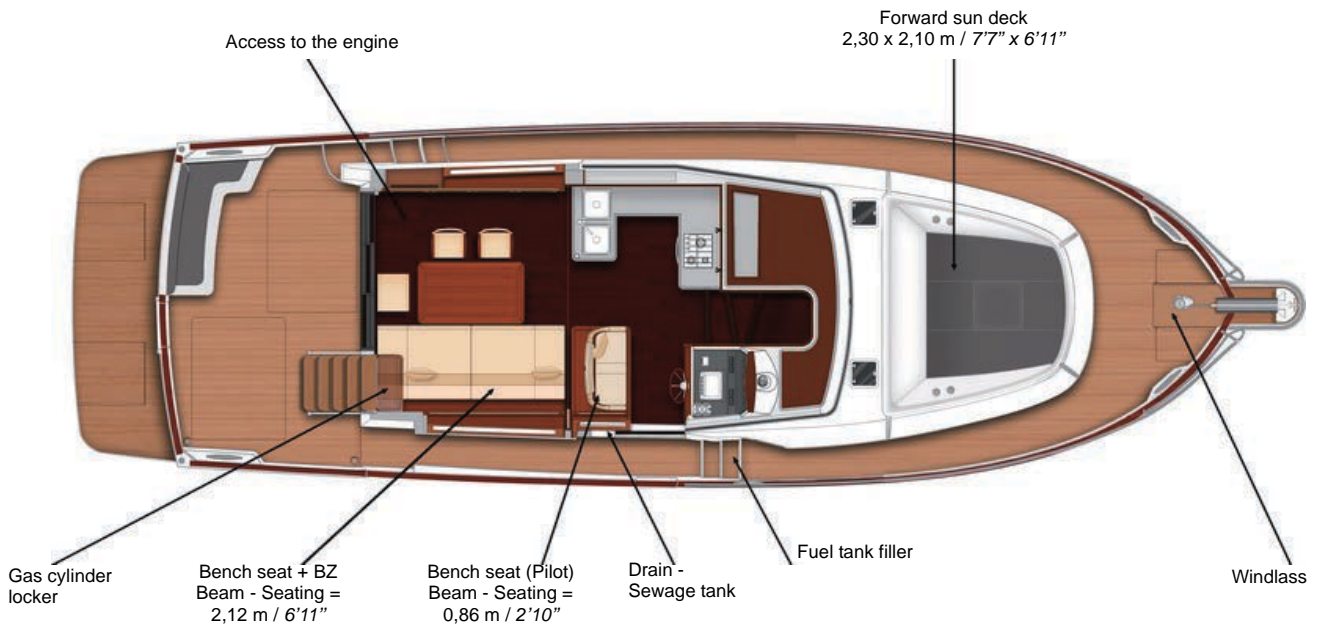 Forward sun deck
2,30 x 2,10 m / 7'7” x 6'11”
Access to the engine
Gas cylinder
locker
Bench seat + BZ
Beam - Seating =
2,12 m / 6'11”
Bench seat (Pilot)
Beam - Seating =
0,86 m / 2'10”
Drain -
Sewage tank
Fuel tank filler
Windlass